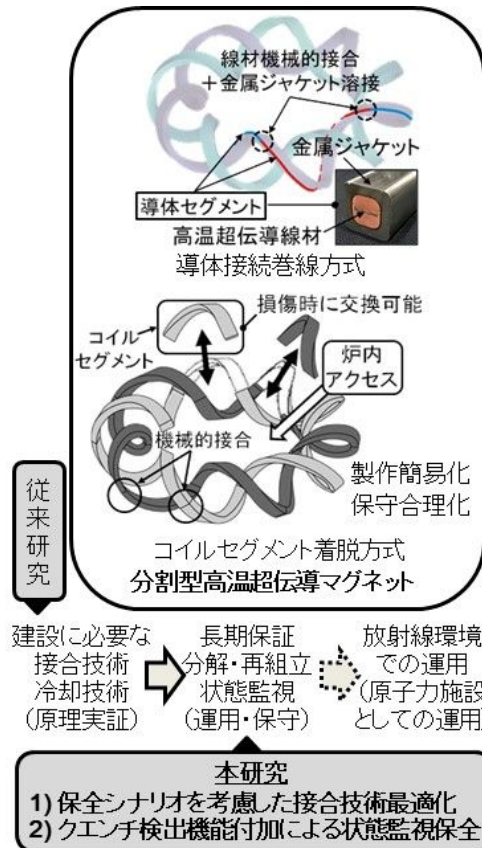 線材機械的接合
＋金属ジャケット溶接
金属ジャケット
導体セグメント
高温超伝導線材
導体接続巻線方式
損傷時に交換可能
コイル
セグメント
炉内
アクセス
機械的接合
製作簡易化
保守合理化
コイルセグメント着脱方式
分割型高温超伝導マグネット
従来研究
建設に必要な
接合技術
冷却技術
(原理実証)
長期保証
分解・再組立
状態監視
(運用・保守)
放射線環境
での運用
(原子力施設
としての運用)
本研究
1) 保全シナリオを考慮した接合技術最適化
2) クエンチ検出機能付加による状態監視保全